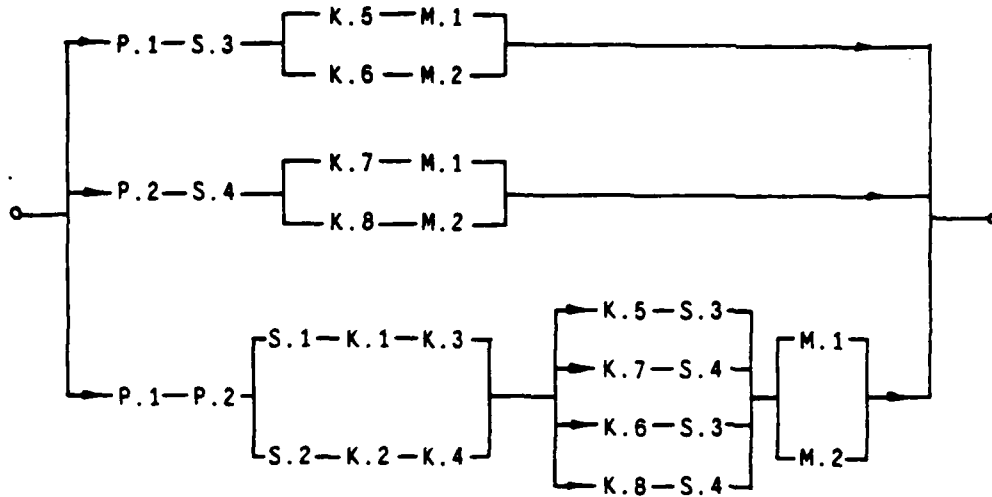 K.5 M.1
P.1 S.3
K.6 M.2
K.7 M.1
P.2 S.4
K.8 M.2
K.5 S.3
S.1 K.1 K.3 M.1
K.7 S.4
P.1 P.2
K.6 S.3
S.2 K.2 K.4 M.2
K.8 S.4